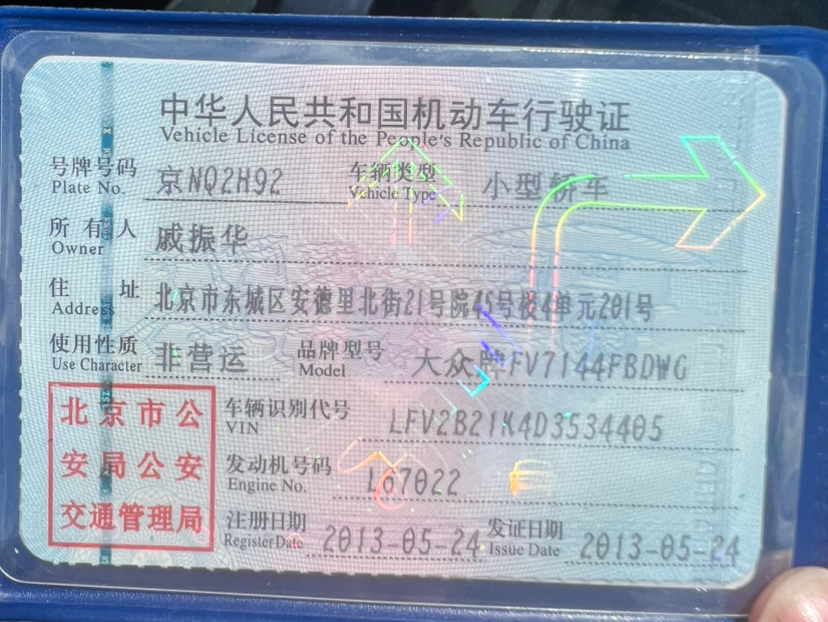 中华人民共和国机动车行驶证
Vehicle License of the People's Republic of China
号牌号码 京NQ2H92 车辆类型 小型轿车
Plate No. Vehicle Type
所有人 戚振华
Owner
住址 北京市东城区安德里北街21号院45号楼4单元201号
Address
使用性质 非营运 品牌型号 大众牌FV7144FBDWG
Use Character Model
北京市公
安局公安
交通管理局
车辆识别代号 LFV2B21K4D3534405
VIN
发动机号码 L67022
Engine No.
注册日期 2013-05-24 发证日期 2013-05-24
Register Date Issue Date